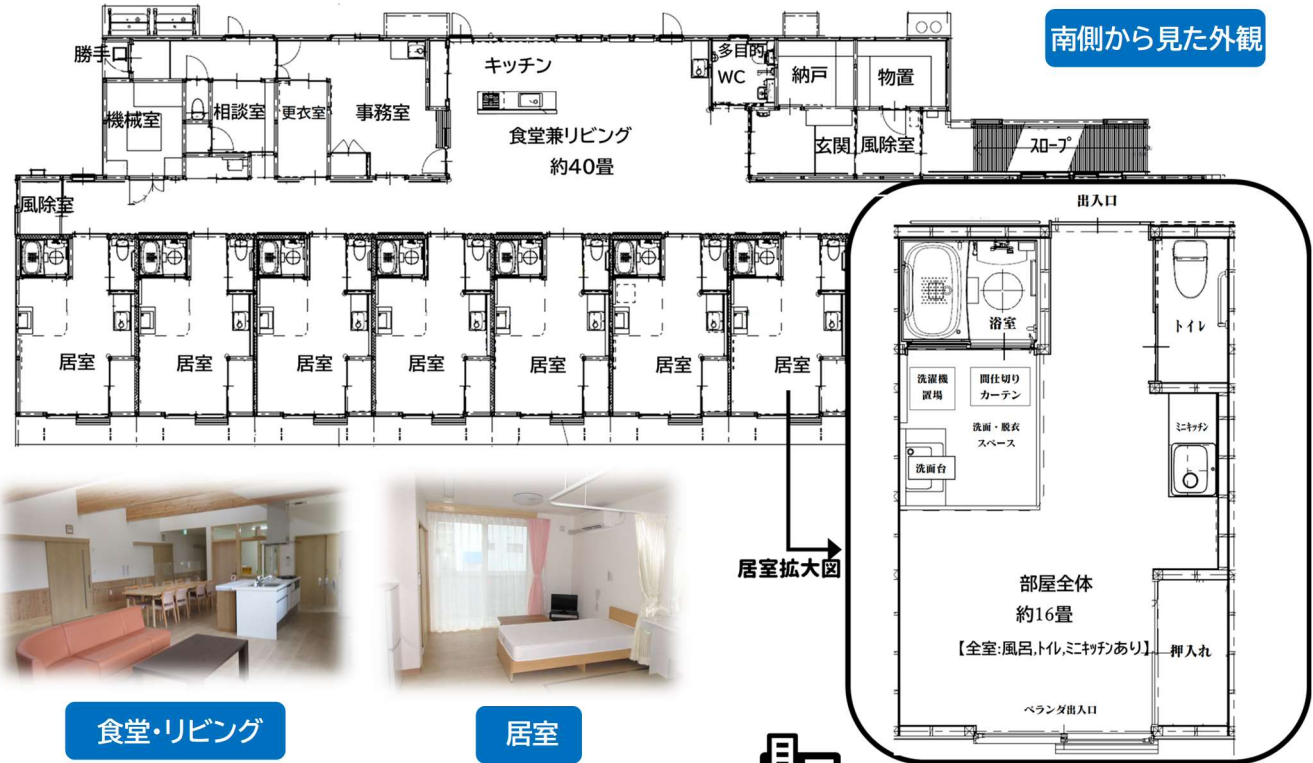 南側から見た外観
勝手口
キッチン
多目的
WC
納戸
物置
機械室
相談室
更衣室
事務室
食堂兼リビング
約40畳
玄関
風除室
スロープ
風除室
居室
居室
居室
居室
居室
居室
居室
出入口
浴室
トイレ
洗濯機
置場
間仕切り
カーテン
洗面・脱衣
スペース
洗面台
ミニキッチン
居室拡大図
部屋全体
約16畳
【全室:風呂,トイレ,ミニキッチンあり】
押入れ
ベランダ出入口
食堂・リビング
居室